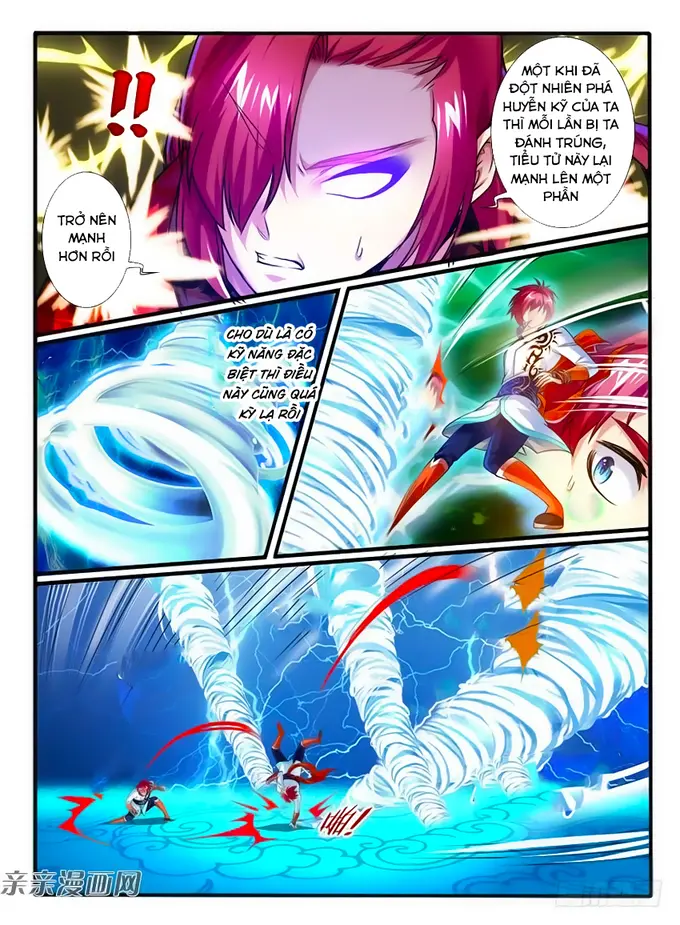 !!
MỘT KHI ĐÃ
ĐỘT NHIÊN PHÁ
HUYỄN KỸ CỦA TA
THÌ MỖI LẦN BỊ TA
ĐÁNH TRÚNG,
TIỂU TỬ NÀY LẠI
MẠNH LÊN MỘT
PHẦN
TRỞ NÊN
MẠNH
HƠN RỒI
CHO DÙ LÀ CÓ
KỸ NĂNG ĐẶC
BIỆT THÌ ĐIỀU
NÀY CŨNG QUÁ
KỲ LẠ RỒI
亲亲漫画网